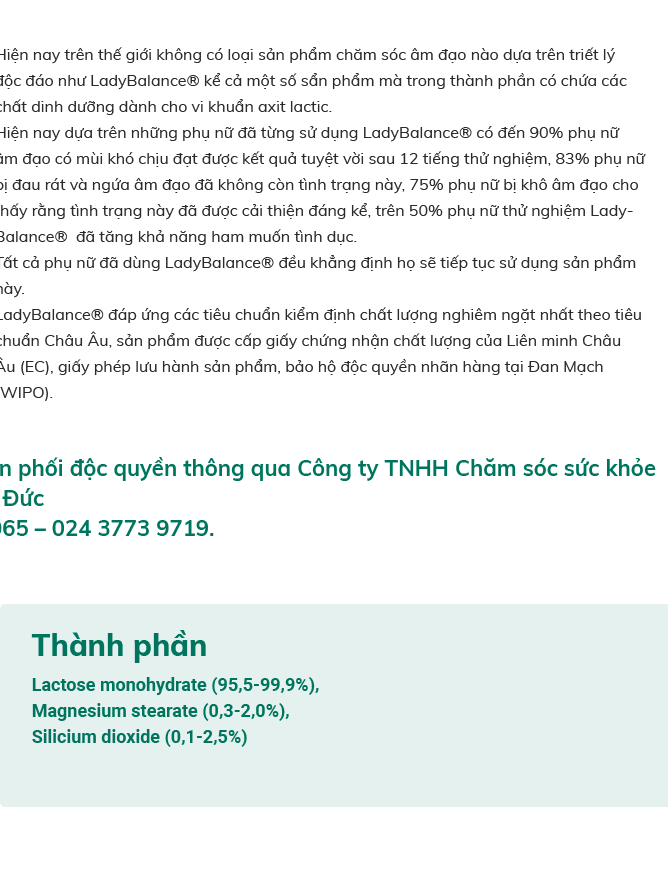 Hiện nay trên thế giới không có loại sản phẩm chăm sóc âm đạo nào dựa trên triết lý
độc đáo như LadyBalance® kể cả một số sẩn phẩm mà trong thành phần có chứa các
chất dinh dưỡng dành cho vi khuẩn axit lactic.
Hiện nay dựa trên những phụ nữ đã từng sử dụng LadyBalance® có đến 90% phụ nữ
âm đạo có mùi khó chịu đạt được kết quả tuyệt vời sau 12 tiếng thử nghiệm, 83% phụ nữ
bị đau rát và ngứa âm đạo đã không còn tình trạng này, 75% phụ nữ bị khô âm đạo cho
thấy rằng tình trạng này đã được cải thiện đáng kể, trên 50% phụ nữ thử nghiệm Lady-
Balance® đã tăng khả năng ham muốn tình dục.
Tất cả phụ nữ đã dùng LadyBalance® đều khẳng định họ sẽ tiếp tục sử dụng sản phẩm
này.
LadyBalance® đáp ứng các tiêu chuẩn kiểm định chất lượng nghiêm ngặt nhất theo tiêu
chuẩn Châu Âu, sản phẩm được cấp giấy chứng nhận chất lượng của Liên minh Châu
Âu (EC), giấy phép lưu hành sản phẩm, bảo hộ độc quyền nhãn hàng tại Đan Mạch
(WIPO).
n phối độc quyền thông qua Công ty TNHH Chăm sóc sức khỏe
Đức
965 – 024 3773 9719.
Thành phần
Lactose monohydrate (95,5-99,9%),
Magnesium stearate (0,3-2,0%),
Silicium dioxide (0,1-2,5%)